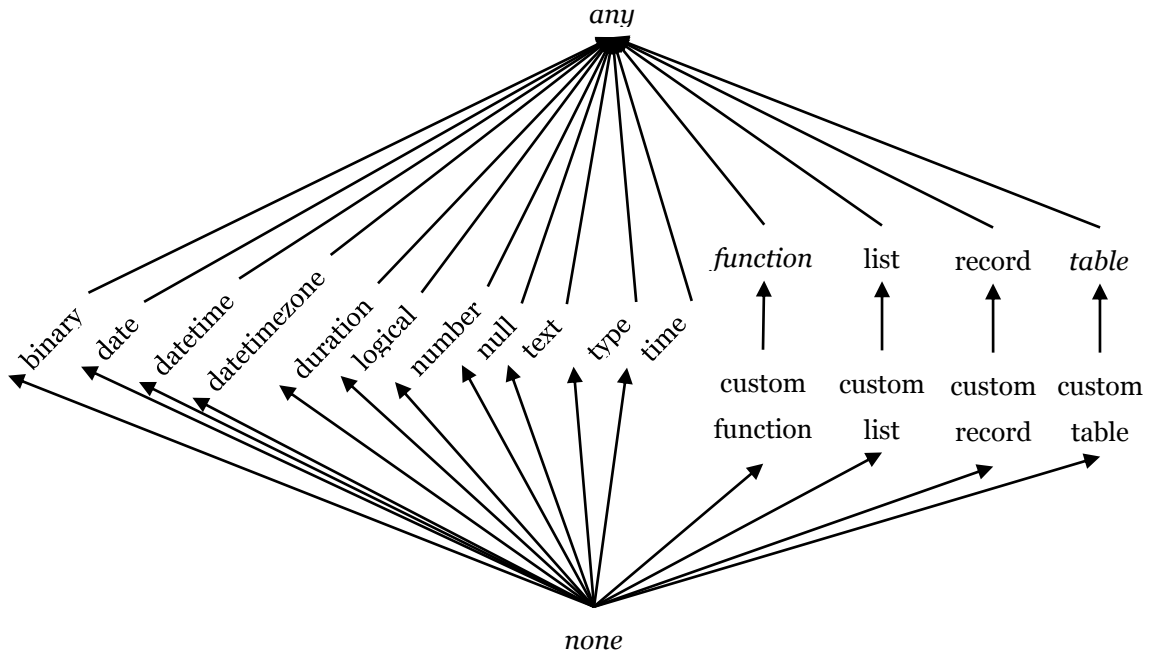 any
function
list
record
table
binary
date
datetime
datetimezone
duration
logical
number
null
text
type
time
custom
function
custom
list
custom
record
custom
table
none